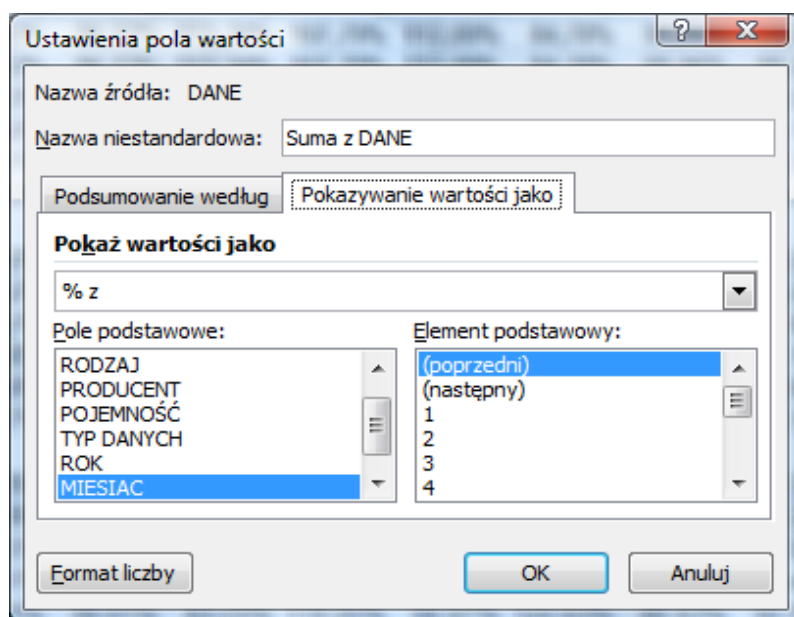 Ustawienia pola wartości
Nazwa źródła: DANE
Nazwa niestandardowa: Suma z DANE
Podsumowanie według Pokazywanie wartości jako
Pokaż wartości jako
% z
Pole podstawowe: Element podstawowy:
RODZAJ (poprzedni)
PRODUCENT (następny)
POJEMNOŚĆ 1
TYP DANYCH 2
ROK 3
MIESIAC 4
Format liczby OK Anuluj